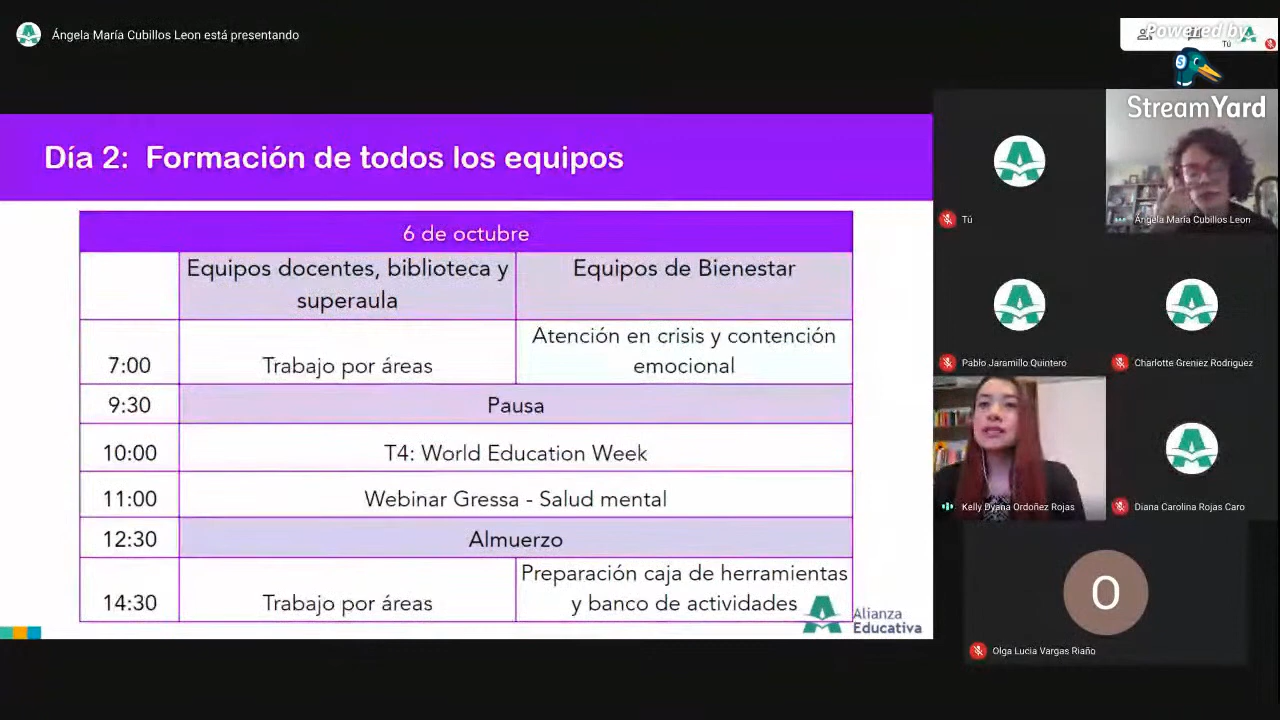 Ángela María Cubillos Leon está presentando
Powered by
Tú
StreamYard
Día 2: Formación de todos los equipos
6 de octubre
Equipos docentes, biblioteca y
superaula
Equipos de Bienestar
7:00
Trabajo por áreas
Atención en crisis y contención
emocional
9:30
Pausa
10:00
T4: World Education Week
11:00
Webinar Gressa - Salud mental
12:30
Almuerzo
14:30
Trabajo por áreas
Preparación caja de herramientas
y banco de actividades
Alianza
Educativa
Tú
Ángela María Cubillos Leon
Pablo Jaramillo Quintero
Charlotte Greniez Rodriguez
Kelly Dyana Ordoñez Rojas
Diana Carolina Rojas Caro
O
Olga Lucia Vargas Riaño